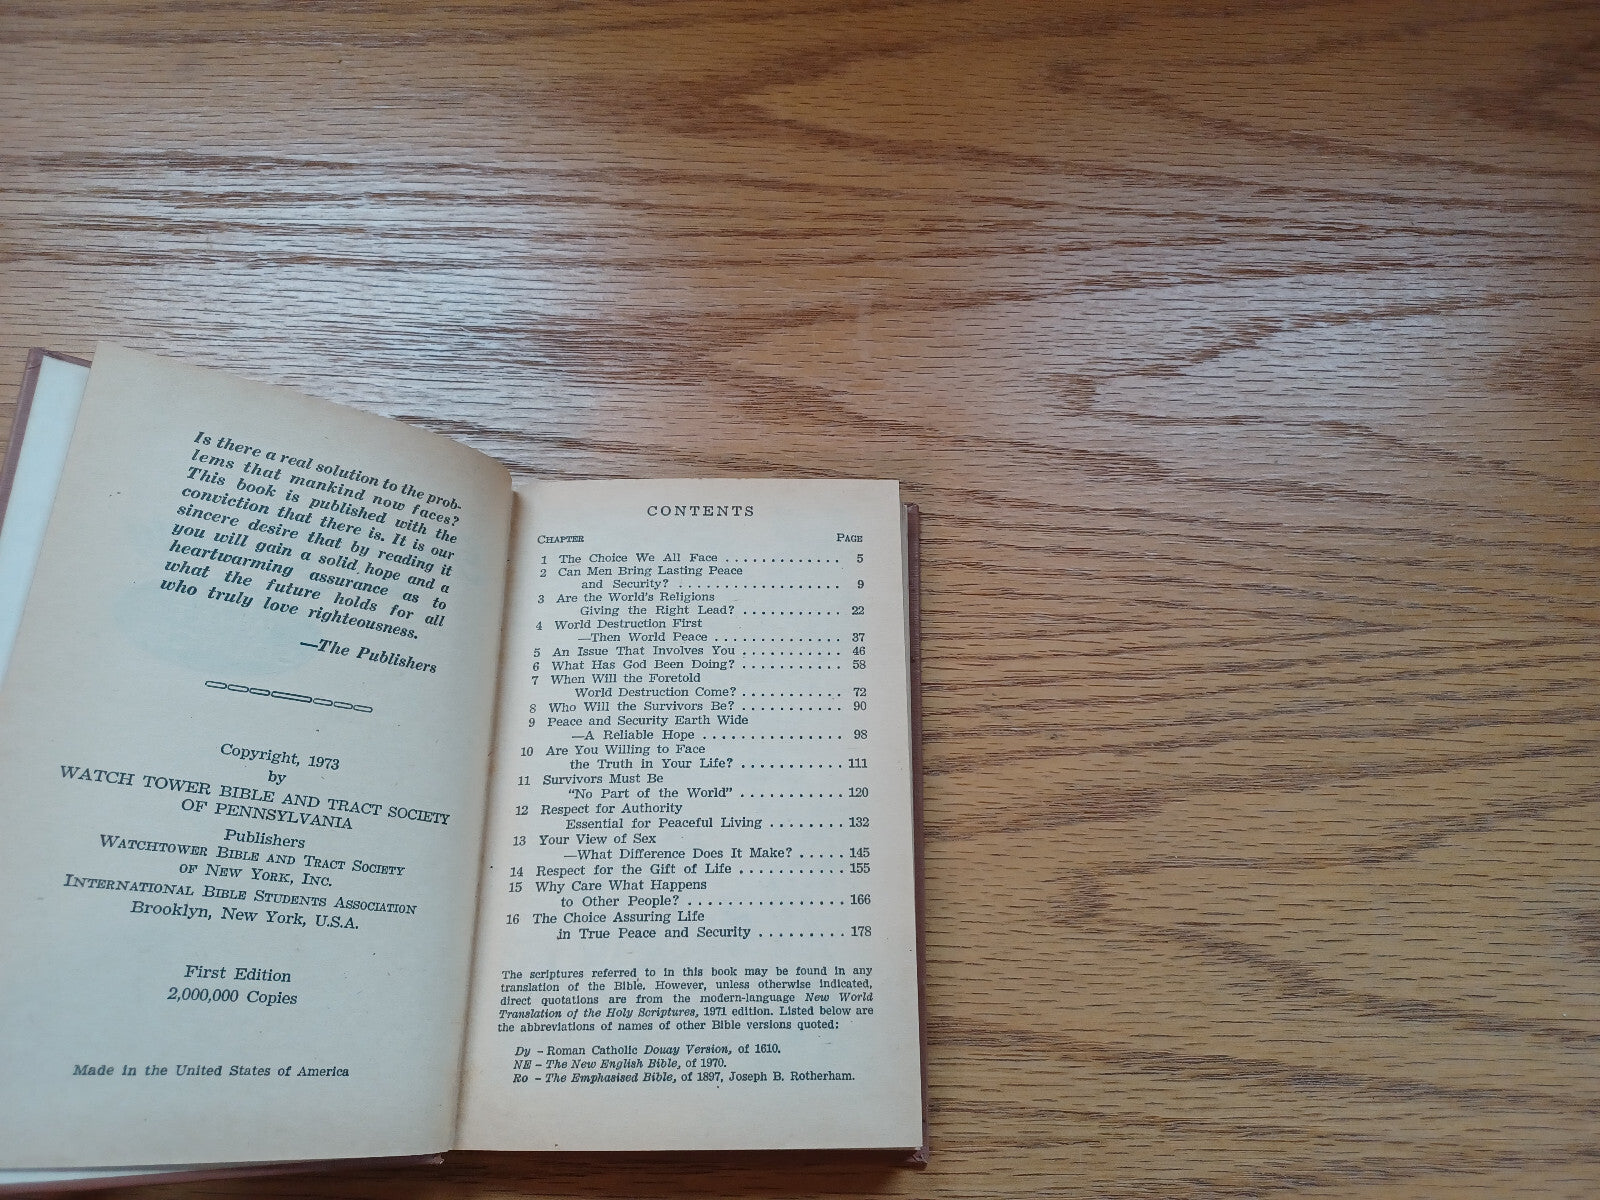 Is there a real solution to the prob-
lems that mankind now faces?
This book is published with the
conviction that there is. It is our
sincere desire that by reading it
you will gain a solid hope and a
heartwarming assurance as to
what the future holds for all
who truly love righteousness.
—The Publishers
Copyright, 1973
by
WATCH TOWER BIBLE AND TRACT SOCIETY
OF PENNSYLVANIA
Publishers
WATCHTOWER BIBLE AND TRACT SOCIETY
OF NEW YORK, INC.
INTERNATIONAL BIBLE STUDENTS ASSOCIATION
Brooklyn, New York, U.S.A.
First Edition
2,000,000 Copies
Made in the United States of America
CONTENTS
CHAPTER PAGE
1 The Choice We All Face . . . . . . . . . . . . . 5
2 Can Men Bring Lasting Peace
and Security? . . . . . . . . . . . . . . . . . . 9
3 Are the World's Religions
Giving the Right Lead? . . . . . . . . . . . 22
4 World Destruction First
—Then World Peace . . . . . . . . . . . . . . 37
5 An Issue That Involves You . . . . . . . . . . . 46
6 What Has God Been Doing? . . . . . . . . . . . 58
7 When Will the Foretold
World Destruction Come? . . . . . . . . . . . 72
8 Who Will the Survivors Be? . . . . . . . . . . . 90
9 Peace and Security Earth Wide
—A Reliable Hope . . . . . . . . . . . . . . . 98
10 Are You Willing to Face
the Truth in Your Life? . . . . . . . . . . . 111
11 Survivors Must Be
“No Part of the World” . . . . . . . . . . . 120
12 Respect for Authority
Essential for Peaceful Living . . . . . . . . 132
13 Your View of Sex
—What Difference Does It Make? . . . . . 145
14 Respect for the Gift of Life . . . . . . . . . . . 155
15 Why Care What Happens
to Other People? . . . . . . . . . . . . . . . . 166
16 The Choice Assuring Life
in True Peace and Security . . . . . . . . . 178
The scriptures referred to in this book may be found in any
translation of the Bible. However, unless otherwise indicated,
direct quotations are from the modern-language New World
Translation of the Holy Scriptures, 1971 edition. Listed below are
the abbreviations of names of other Bible versions quoted:
Dy – Roman Catholic Douay Version, of 1610.
NE – The New English Bible, of 1970.
Ro – The Emphasised Bible, of 1897, Joseph B. Rotherham.